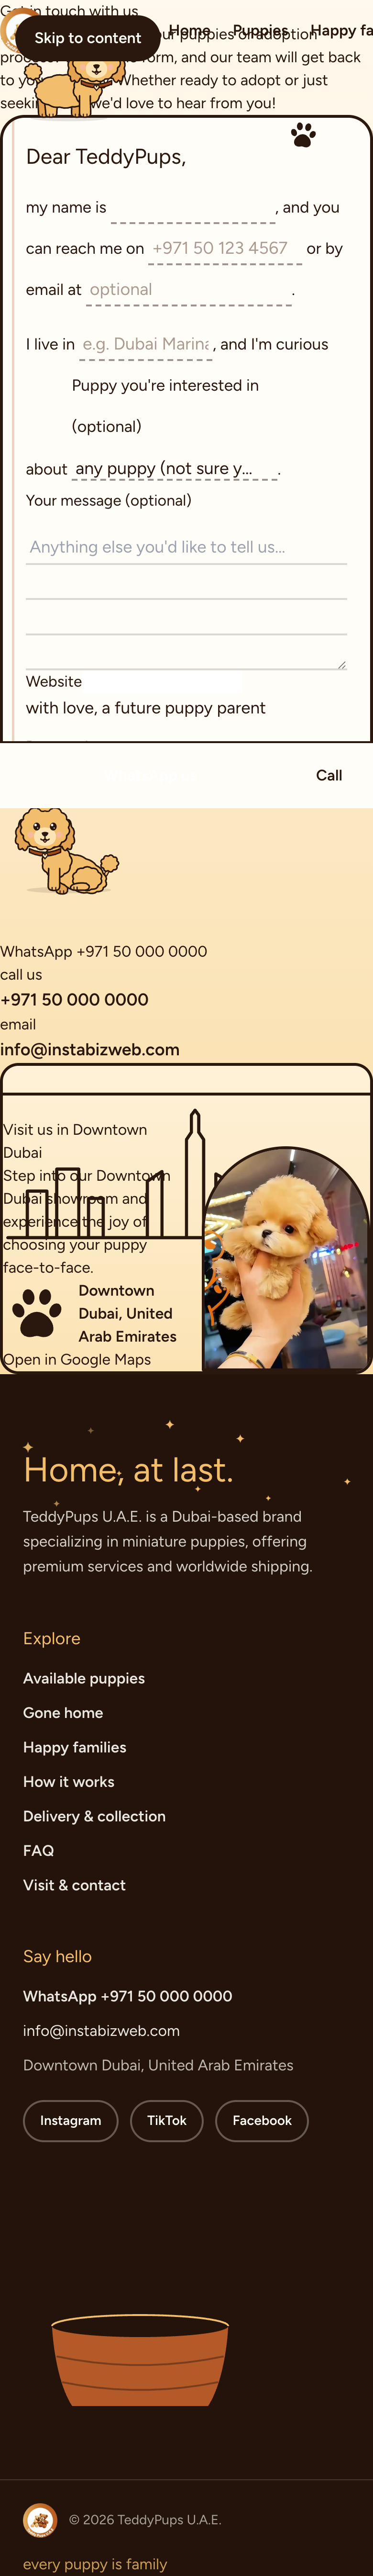 Get in touch with us
Skip to content
Home
Puppies
Happy fa
our puppies or adoption
form, and our team will get back
to yo
Whether ready to adopt or just
seekin
we'd love to hear from you!
Dear TeddyPups,
my name is , and you
can reach me on +971 50 123 4567 or by
email at optional .
I live in e.g. Dubai Marina , and I'm curious
Puppy you're interested in
(optional)
about any puppy (not sure y... .
Your message (optional)
Anything else you'd like to tell us...
Website
with love, a future puppy parent
Call
WhatsApp +971 50 000 0000
call us
+971 50 000 0000
email
info@instabizweb.com
Visit us in Downtown
Dubai
Step into our Downtown
Dubai showroom and
experience the joy of
choosing your puppy
face-to-face.
Downtown
Dubai, United
Arab Emirates
Open in Google Maps
Home, at last.
TeddyPups U.A.E. is a Dubai-based brand
specializing in miniature puppies, offering
premium services and worldwide shipping.
Explore
Available puppies
Gone home
Happy families
How it works
Delivery & collection
FAQ
Visit & contact
Say hello
WhatsApp +971 50 000 0000
info@instabizweb.com
Downtown Dubai, United Arab Emirates
Instagram
TikTok
Facebook
© 2026 TeddyPups U.A.E.
every puppy is family